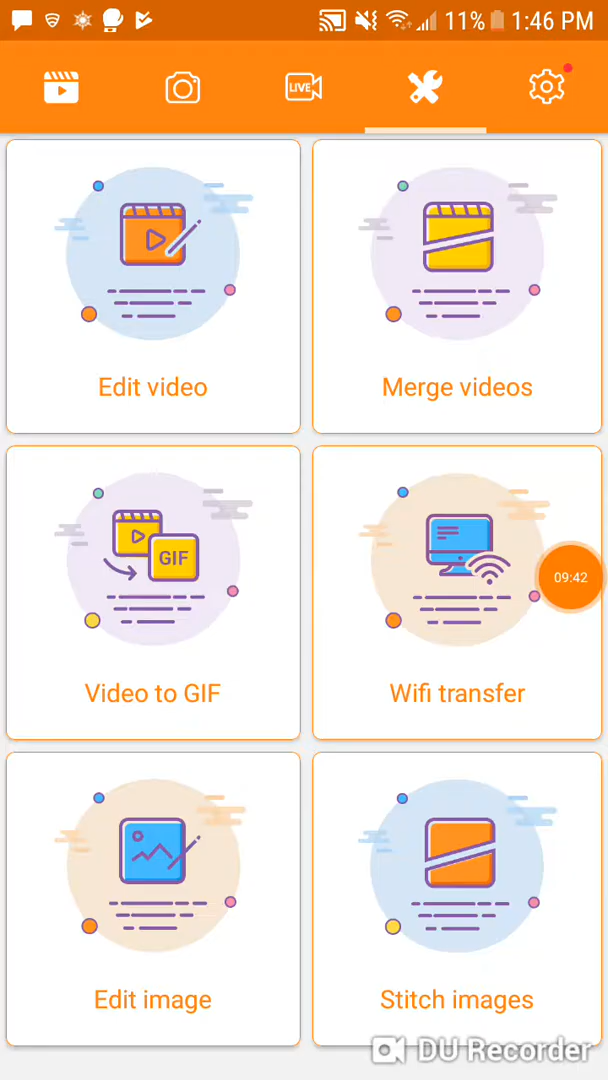 11% 1:46 PM
LIVE
Edit video
Merge videos
GIF
Video to GIF
Wifi transfer
09:42
Edit image
Stitch images
DU Recorder